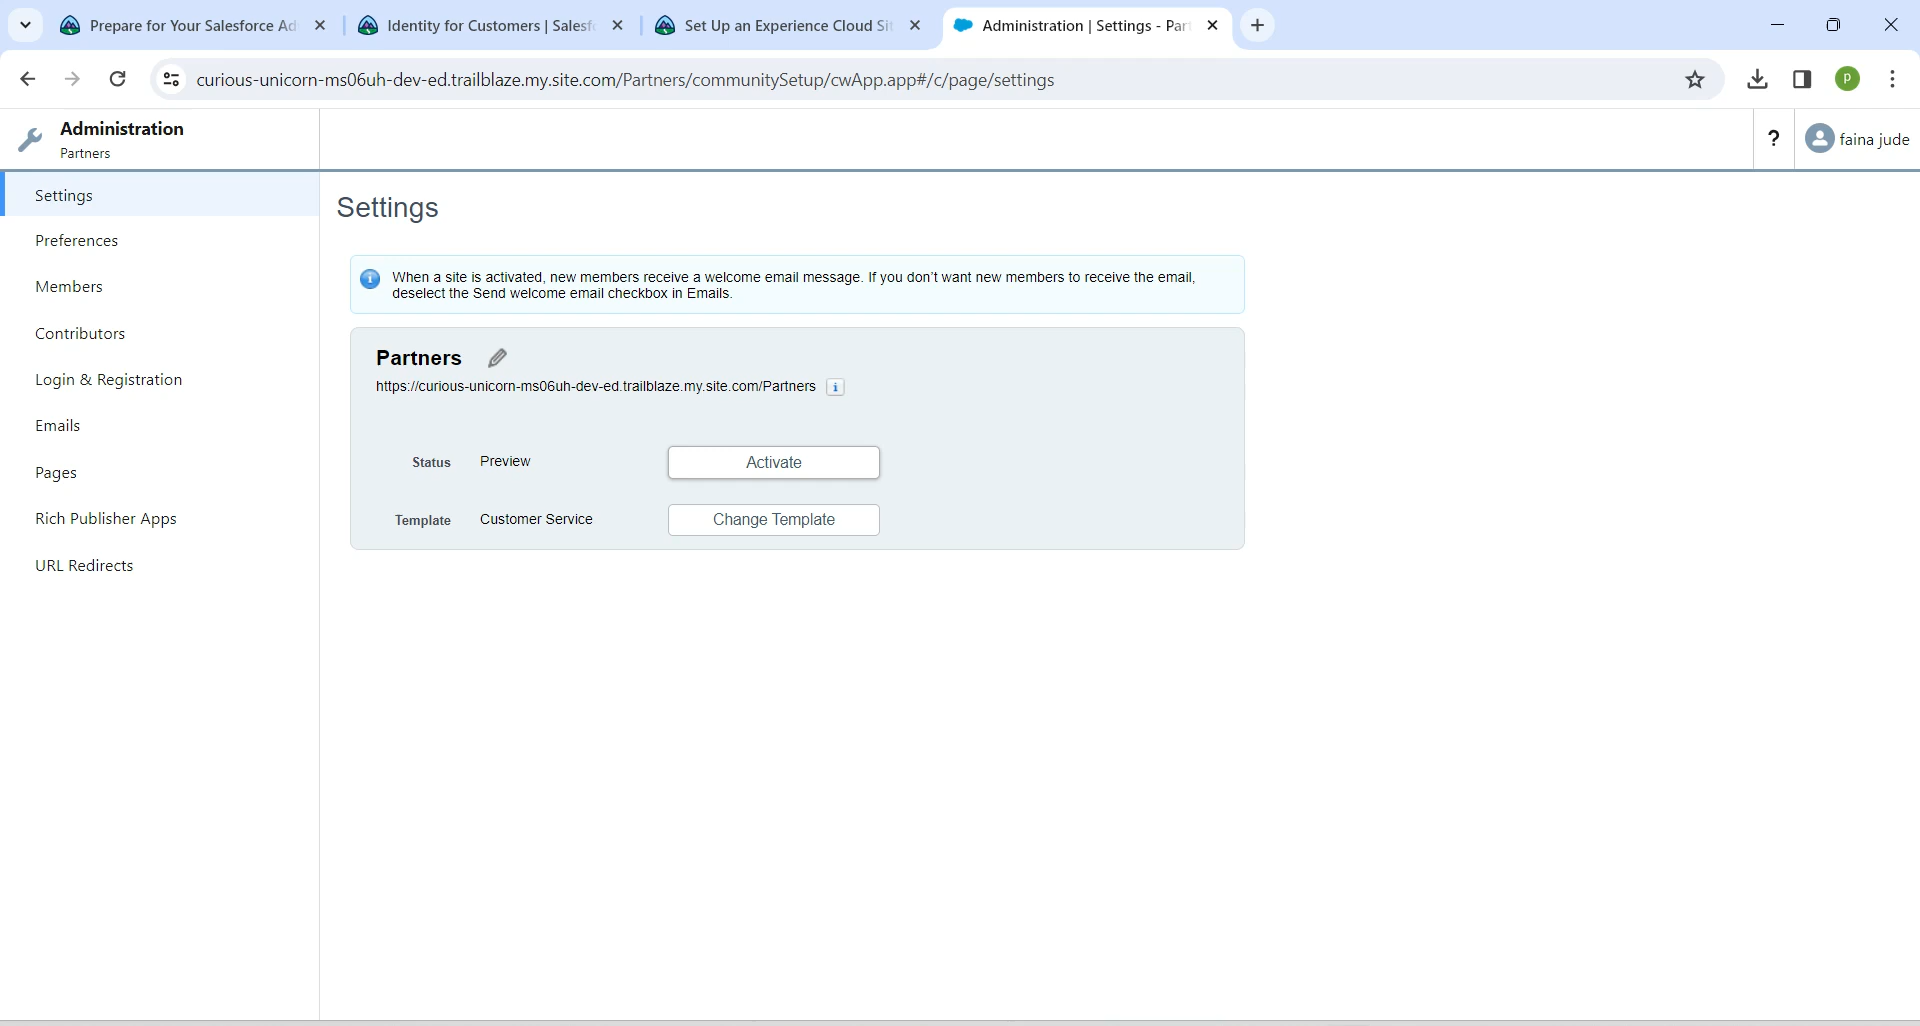 Prepare for Your Salesforce Ad
Identity for Customers | Salesf
Set Up an Experience Cloud Sit
Administration | Settings - Part
curious-unicorn-ms06uh-dev-ed.trailblaze.my.site.com/Partners/communitySetup/cwApp.app#/c/page/settings
P
Administration
Partners
?
faina jude
Settings
Preferences
Members
Contributors
Login & Registration
Emails
Pages
Rich Publisher Apps
URL Redirects
Settings
When a site is activated, new members receive a welcome email message. If you don't want new members to receive the email,
deselect the Send welcome email checkbox in Emails.
Partners
https://curious-unicorn-ms06uh-dev-ed.trailblaze.my.site.com/Partners
Status Preview Activate
Template Customer Service Change Template